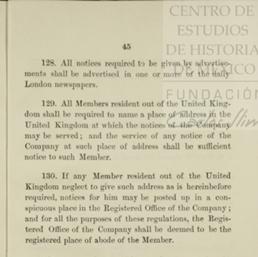 CENTRO DE
ESTUDIOS
DE HISTORIA
DE MÉXICO
FUNDACIÓN
45
128. All notices required to be given by advertise-
ments shall be advertised in one or more of the daily
London newspapers.
129. All Members resident out of the United King-
dom shall be required to name a place of address in the
United Kingdom at which the notices of the Company
may be served; and the service of any notice of the
Company at such place of address shall be sufficient
notice to such Member.
130. If any Member resident out of the United
Kingdom neglect to give such address as is hereinbefore
required, notices for him may be posted up in a con-
spicuous place in the Registered Office of the Company;
and for all the purposes of these regulations, the Regis-
tered Office of the Company shall be deemed to be the
registered place of abode of the Member.